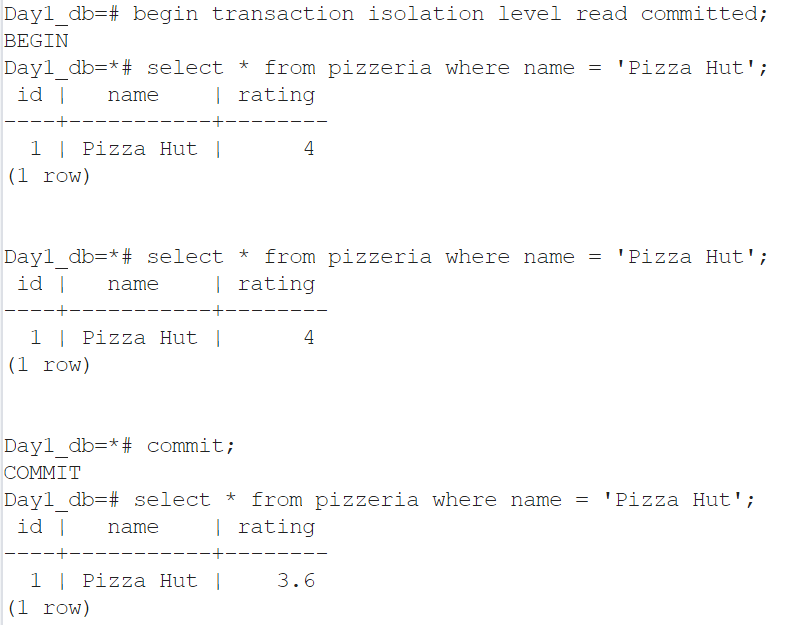 Day1_db=# begin transaction isolation level read committed;
BEGIN
Day1_db=*# select * from pizzeria where name = 'Pizza Hut';
 id |   name    | rating
----+-----------+--------
  1 | Pizza Hut |      4
(1 row)
Day1_db=*# select * from pizzeria where name = 'Pizza Hut';
 id |   name    | rating
----+-----------+--------
  1 | Pizza Hut |      4
(1 row)
Day1_db=*# commit;
COMMIT
Day1_db=# select * from pizzeria where name = 'Pizza Hut';
 id |   name    | rating
----+-----------+--------
  1 | Pizza Hut |    3.6
(1 row)